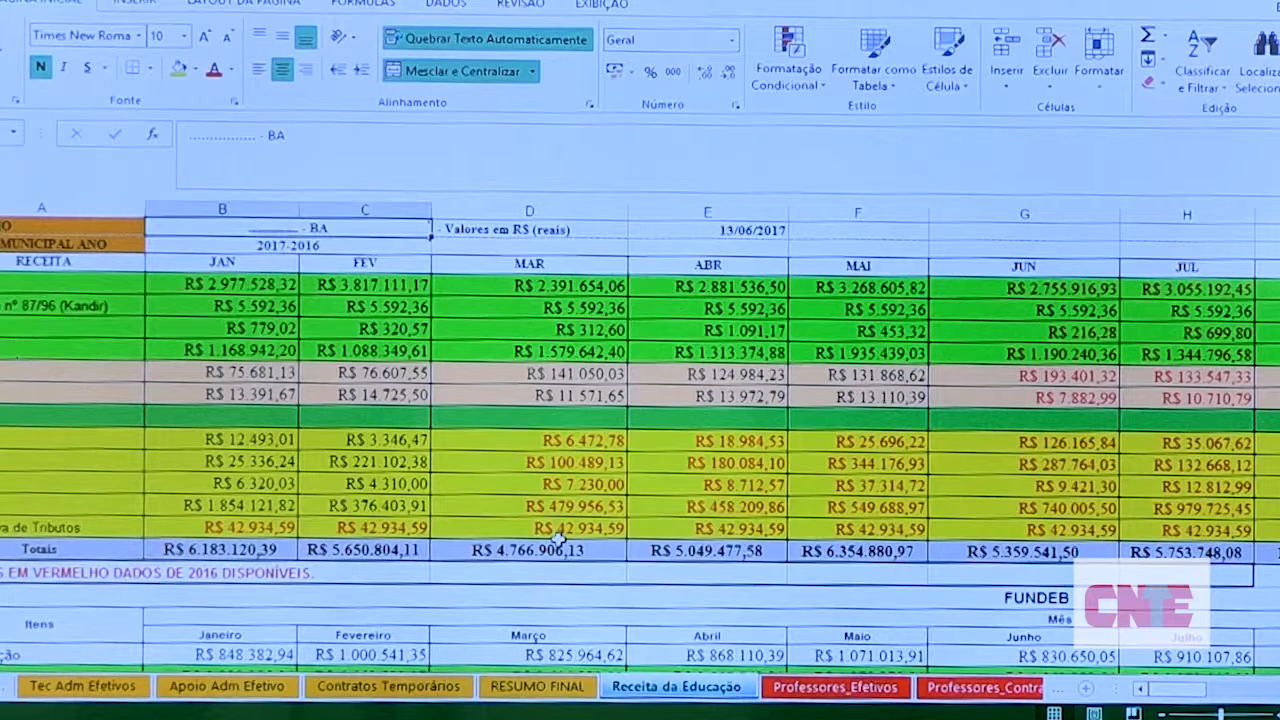 PÁGINA INICIAL INSERIR LAYOUT DA PÁGINA FÓRMULAS DADOS REVISÃO EXIBIÇÃO
Times New Roma 10 Quebrar Texto Automaticamente Geral
N I S Mesclar e Centralizar % 000
Formatação Condicional Formatar como Tabela Estilos de Célula Inserir Excluir Formatar Classificar e Filtrar
Fonte Alinhamento Número Estilo Células Edição
fx - BA
A B C D E F G H
- BA - Valores em R$ (reais) 13/06/2017
MUNICIPAL ANO 2017-2016
RECEITA JAN FEV MAR ABR MAI JUN JUL
R$ 2.977.528,32 R$ 3.817.111,17 R$ 2.391.654,06 R$ 2.881.536,50 R$ 3.268.605,82 R$ 2.755.916,93 R$ 3.055.192,45
nº 87/96 (Kandir) R$ 5.592,36 R$ 5.592,36 R$ 5.592,36 R$ 5.592,36 R$ 5.592,36 R$ 5.592,36 R$ 5.592,36
R$ 779,02 R$ 320,57 R$ 312,60 R$ 1.091,17 R$ 453,32 R$ 216,28 R$ 699,80
R$ 1.168.942,20 R$ 1.088.349,61 R$ 1.579.642,40 R$ 1.313.374,88 R$ 1.935.439,03 R$ 1.190.240,36 R$ 1.344.796,58
R$ 75.681,13 R$ 76.607,55 R$ 141.050,03 R$ 124.984,23 R$ 131.868,62 R$ 193.401,32 R$ 133.547,33
R$ 13.391,67 R$ 14.725,50 R$ 11.571,65 R$ 13.972,79 R$ 13.110,39 R$ 7.882,99 R$ 10.710,79
R$ 12.493,01 R$ 3.346,47 R$ 6.472,78 R$ 18.984,53 R$ 25.696,22 R$ 126.165,84 R$ 35.067,62
R$ 25.336,24 R$ 221.102,38 R$ 100.489,13 R$ 180.084,10 R$ 344.176,93 R$ 287.764,03 R$ 132.668,12
R$ 6.320,03 R$ 4.310,00 R$ 7.230,00 R$ 8.712,57 R$ 37.314,72 R$ 9.421,30 R$ 12.812,99
R$ 1.854.121,82 R$ 376.403,91 R$ 479.956,53 R$ 458.209,86 R$ 549.688,97 R$ 740.005,50 R$ 979.725,45
de Tributos R$ 42.934,59 R$ 42.934,59 R$ 42.934,59 R$ 42.934,59 R$ 42.934,59 R$ 42.934,59 R$ 42.934,59
Totais R$ 6.183.120,39 R$ 5.650.804,11 R$ 4.766.906,13 R$ 5.049.477,58 R$ 6.354.880,97 R$ 5.359.541,50 R$ 5.753.748,08
EM VERMELHO DADOS DE 2016 DISPONÍVEIS.
FUNDEB
CNTE
Itens Mês
Janeiro Fevereiro Março Abril Maio Junho Julho
R$ 848.382,94 R$ 1.000.541,35 R$ 825.964,62 R$ 868.110,39 R$ 1.071.013,91 R$ 830.650,05 R$ 910.107,86
... Tec Adm Efetivos Apoio Adm Efetivo Contratos Temporários RESUMO FINAL Receita da Educação Professores_Efetivos Professores_Contra ...